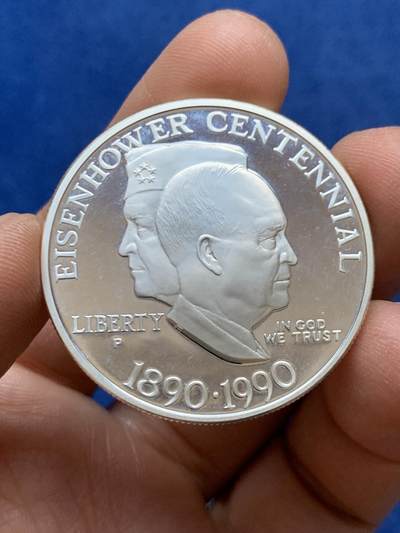 EISENHOWER CENTENNIAL
LIBERTY
P
IN GOD
WE TRUST
1890·1990